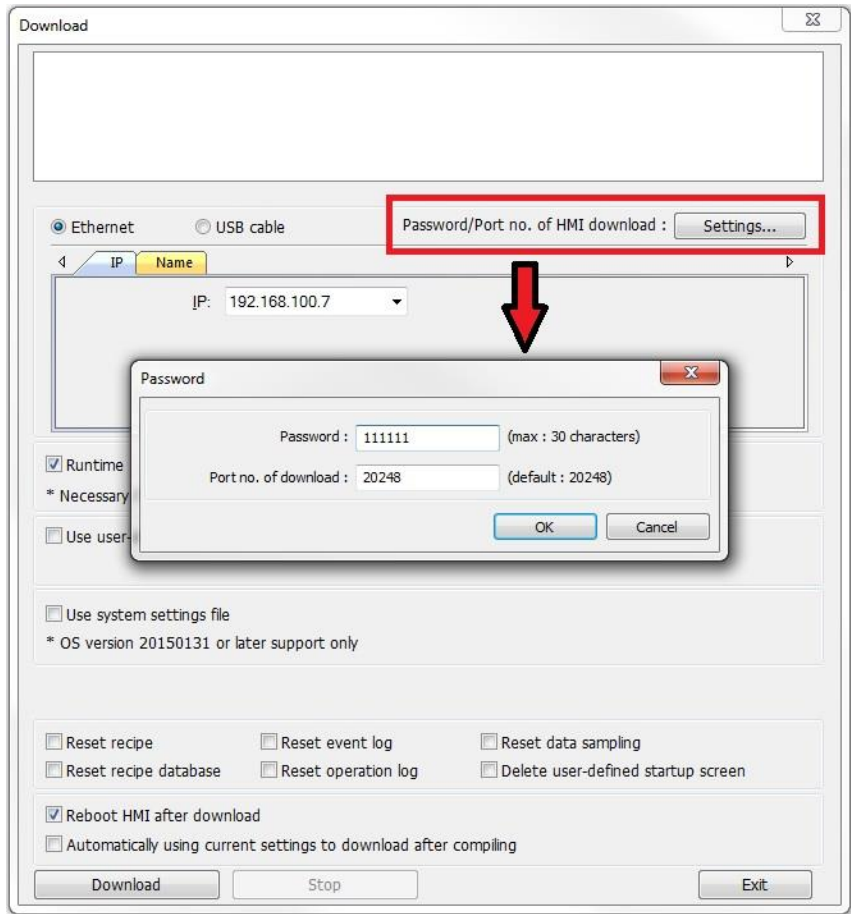 Download
Ethernet USB cable Password/Port no. of HMI download : Settings...
IP Name
IP: 192.168.100.7
Password
Password : 111111 (max : 30 characters)
Port no. of download : 20248 (default : 20248)
OK Cancel
Runtime
* Necessary
Use user-
Use system settings file
* OS version 20150131 or later support only
Reset recipe Reset event log Reset data sampling
Reset recipe database Reset operation log Delete user-defined startup screen
Reboot HMI after download
Automatically using current settings to download after compiling
Download Stop Exit